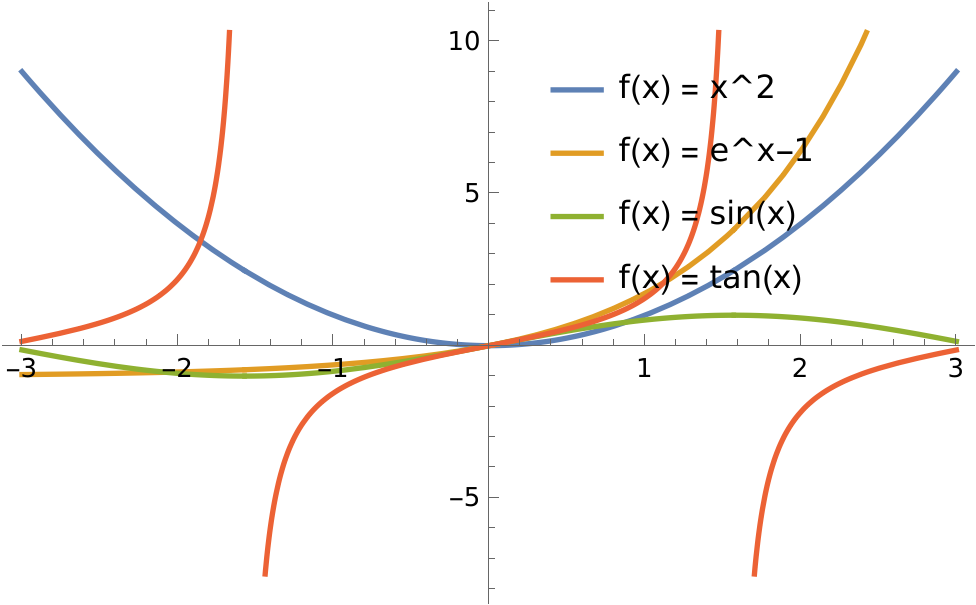 10
f(x) = x^2
f(x) = e^x–1
5
f(x) = sin(x)
f(x) = tan(x)
–3 –2 –1 1 2 3
–5